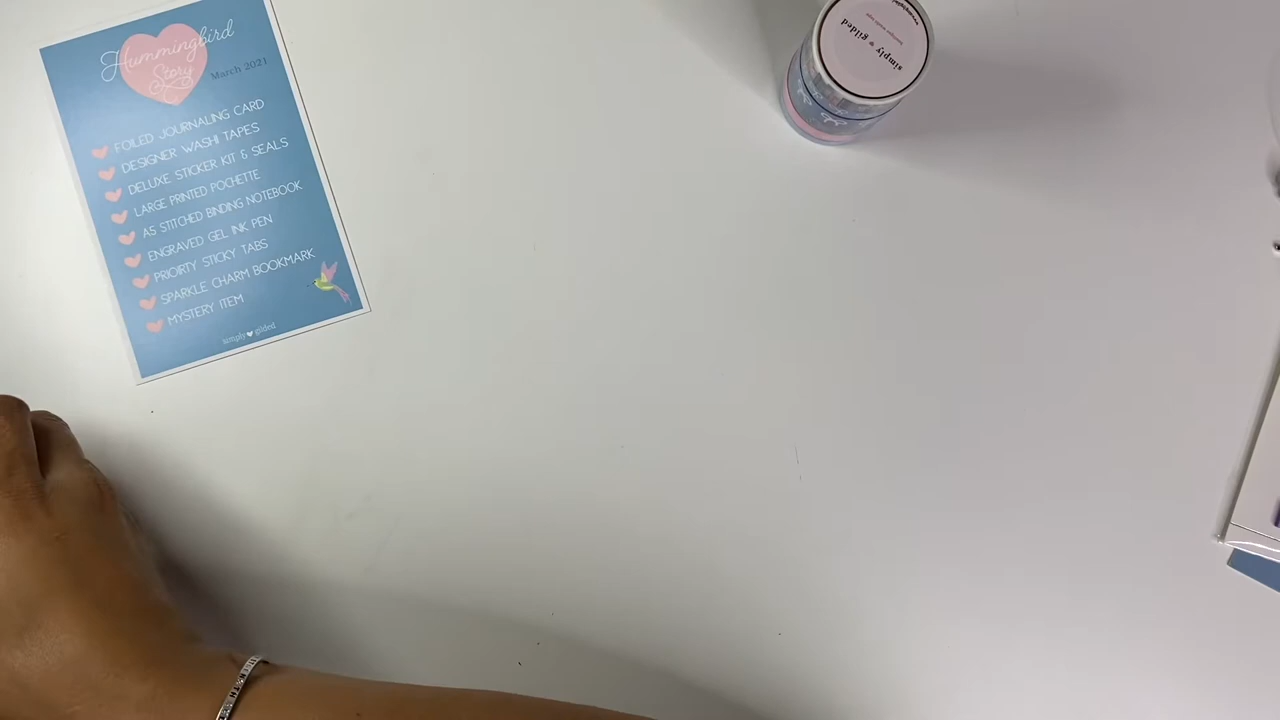 Hummingbird
Story
March 2021
FOILED JOURNALING CARD
DESIGNER WASHI TAPES
DELUXE STICKER KIT & SEALS
LARGE PRINTED POCHETTE
A5 STITCHED BINDING NOTEBOOK
ENGRAVED GEL INK PEN
PRIOIRTY STICKY TABS
SPARKLE CHARM BOOKMARK
MYSTERY ITEM
simply gilded
simply gilded